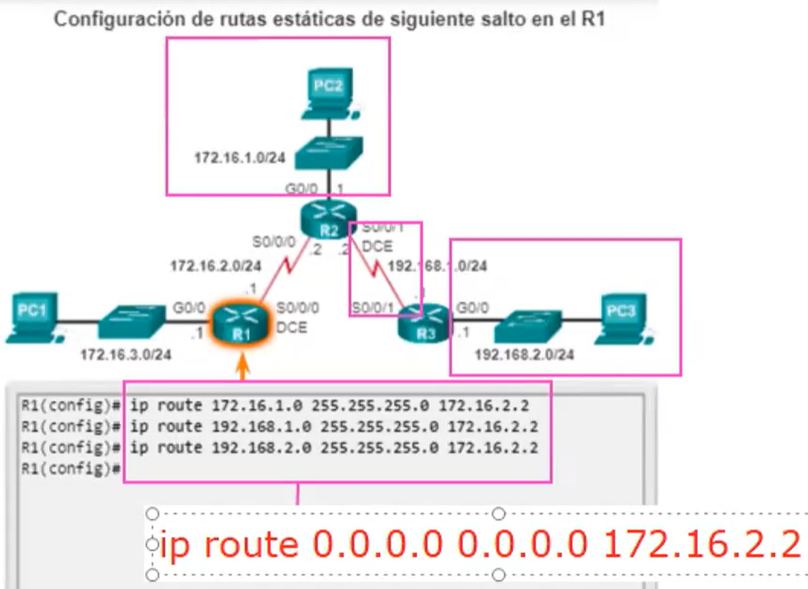 Configuración de rutas estáticas de siguiente salto en el R1
PC2
172.16.1.0/24
G0/0 .1
R2
S0/0/1
S0/0/0
.2 .2 DCE
172.16.2.0/24
192.168.1.0/24
.1
PC1
G0/0
S0/0/0
S0/0/1
G0/0
PC3
.1 R1 DCE
R3 .1
172.16.3.0/24
192.168.2.0/24
R1(config)# ip route 172.16.1.0 255.255.255.0 172.16.2.2
R1(config)# ip route 192.168.1.0 255.255.255.0 172.16.2.2
R1(config)# ip route 192.168.2.0 255.255.255.0 172.16.2.2
R1(config)#
ip route 0.0.0.0 0.0.0.0 172.16.2.2